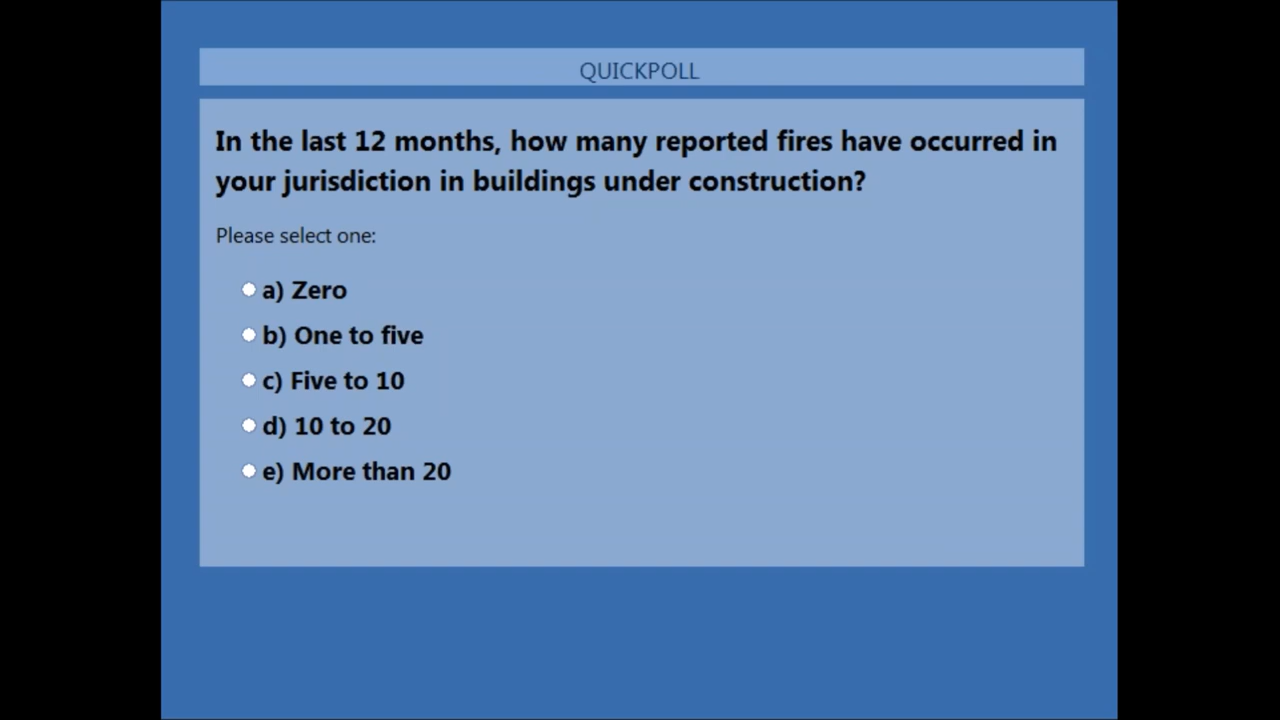 QUICKPOLL
In the last 12 months, how many reported fires have occurred in
your jurisdiction in buildings under construction?
Please select one:
a) Zero
b) One to five
c) Five to 10
d) 10 to 20
e) More than 20